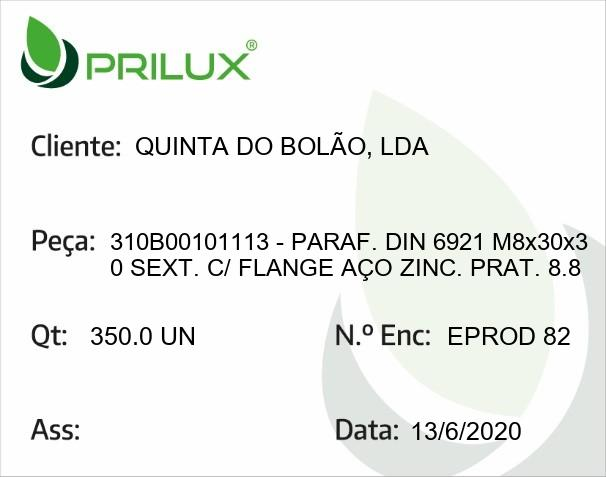 PRILUX®
Cliente: QUINTA DO BOLÃO, LDA
Peça: 310B00101113 - PARAF. DIN 6921 M8x30x3
0 SEXT. C/ FLANGE AÇO ZINC. PRAT. 8.8
Qt: 350.0 UN N.º Enc: EPROD 82
Ass: Data: 13/6/2020